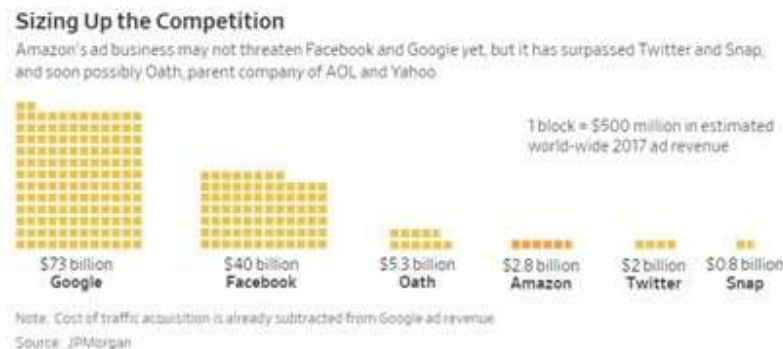 Sizing Up the Competition
Amazon's ad business may not threaten Facebook and Google yet, but it has surpassed Twitter and Snap,
and soon possibly Oath, parent company of AOL and Yahoo
1 block = $500 million in estimated
world-wide 2017 ad revenue
$73 billion
Google
$40 billion
Facebook
$5.3 billion
Oath
$2.8 billion
Amazon
$2 billion
Twitter
$0.8 billion
Snap
Note: Cost of traffic acquisition is already subtracted from Google ad revenue
Source: JPMorgan